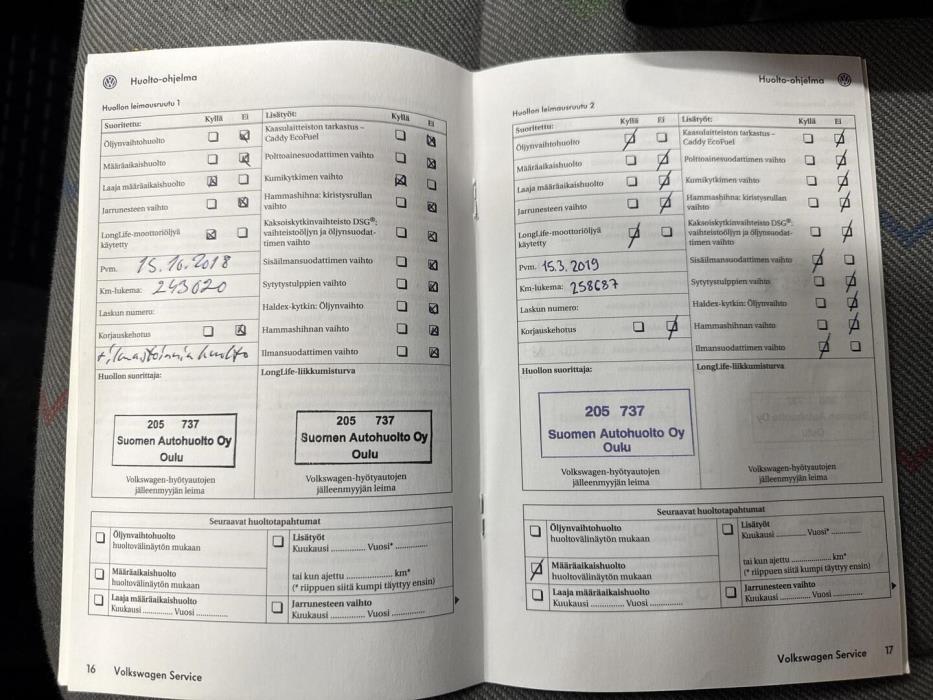 Huolto-ohjelma
Huollon leimausruutu 1
Suoritettu: Kyllä Ei
Öljynvaihtohuolto
Määräaikaishuolto
Laaja määräaikaishuolto
Jarrunesteen vaihto
LongLife-moottoriöljyä
käytetty
Pvm. 15.10.2018
Km-lukema: 243020
Laskun numero:
Korjauskehotus
+ ilmastoinnin huolto
Huollon suorittaja:
205 737
Suomen Autohuolto Oy
Oulu
Volkswagen-hyötyautojen
jälleenmyyjän leima
Lisätyöt: Kyllä Ei
Kaasulaitteiston tarkastus –
Caddy EcoFuel
Polttoainesuodattimen vaihto
Kumikytkimen vaihto
Hammashihna: kiristysrullan
vaihto
Kaksoiskytkinvaihteisto DSG®:
vaihteistoöljyn ja öljynsuodat-
timen vaihto
Sisäilmansuodattimen vaihto
Sytytystulppien vaihto
Haldex-kytkin: Öljynvaihto
Hammashihnan vaihto
Ilmansuodattimen vaihto
LongLife-liikkumisturva
205 737
Suomen Autohuolto Oy
Oulu
Volkswagen-hyötyautojen
jälleenmyyjän leima
Seuraavat huoltotapahtumat
Öljynvaihtohuolto
huoltovälinäytön mukaan
Määräaikaishuolto
huoltovälinäytön mukaan
Laaja määräaikaishuolto
Kuukausi ............ Vuosi ............
Lisätyöt
Kuukausi ............ Vuosi* ............
tai kun ajettu ................ km*
(* riippuen siitä kumpi täyttyy ensin)
Jarrunesteen vaihto
Kuukausi ............ Vuosi ............
16 Volkswagen Service
Huolto-ohjelma
Huollon leimausruutu 2
Suoritettu: Kyllä Ei
Öljynvaihtohuolto
Määräaikaishuolto
Laaja määräaikaishuolto
Jarrunesteen vaihto
LongLife-moottoriöljyä
käytetty
Pvm. 15.3.2019
Km-lukema: 258687
Laskun numero:
Korjauskehotus
Huollon suorittaja:
205 737
Suomen Autohuolto Oy
Oulu
Volkswagen-hyötyautojen
jälleenmyyjän leima
Lisätyöt: Kyllä Ei
Kaasulaitteiston tarkastus –
Caddy EcoFuel
Polttoainesuodattimen vaihto
Kumikytkimen vaihto
Hammashihna: kiristysrullan
vaihto
Kaksoiskytkinvaihteisto DSG®:
vaihteistoöljyn ja öljynsuodat-
timen vaihto
Sisäilmansuodattimen vaihto
Sytytystulppien vaihto
Haldex-kytkin: Öljynvaihto
Hammashihnan vaihto
Ilmansuodattimen vaihto
LongLife-liikkumisturva
Volkswagen-hyötyautojen
jälleenmyyjän leima
Seuraavat huoltotapahtumat
Öljynvaihtohuolto
huoltovälinäytön mukaan
Määräaikaishuolto
huoltovälinäytön mukaan
Laaja määräaikaishuolto
Kuukausi ............ Vuosi ............
Lisätyöt
Kuukausi ............ Vuosi* ............
tai kun ajettu ................ km*
(* riippuen siitä kumpi täyttyy ensin)
Jarrunesteen vaihto
Kuukausi ............ Vuosi ............
Volkswagen Service 17